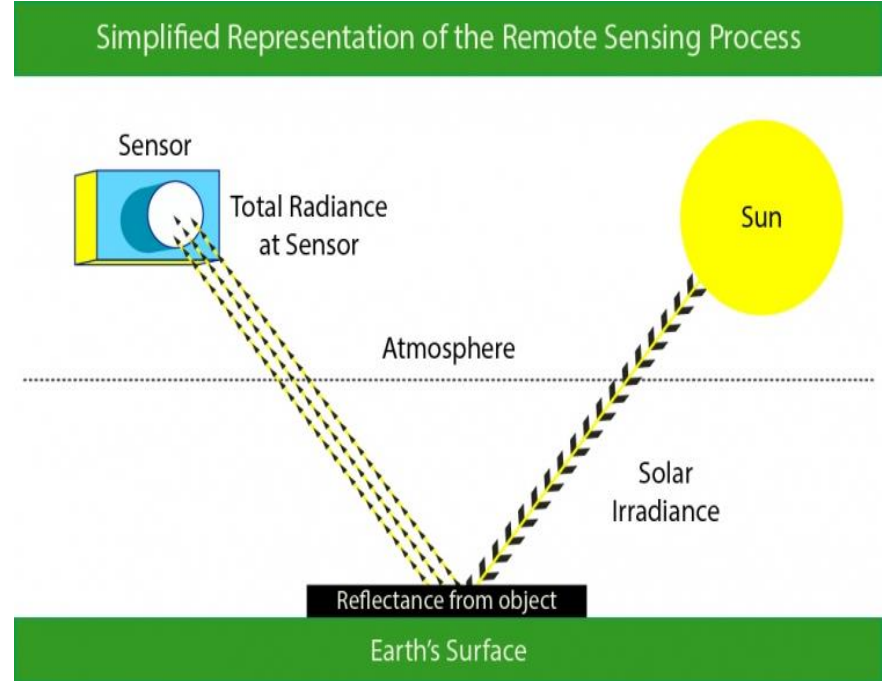 Simplified Representation of the Remote Sensing Process
Sensor
Total Radiance
at Sensor
Sun
Atmosphere
Solar
Irradiance
Reflectance from object
Earth's Surface